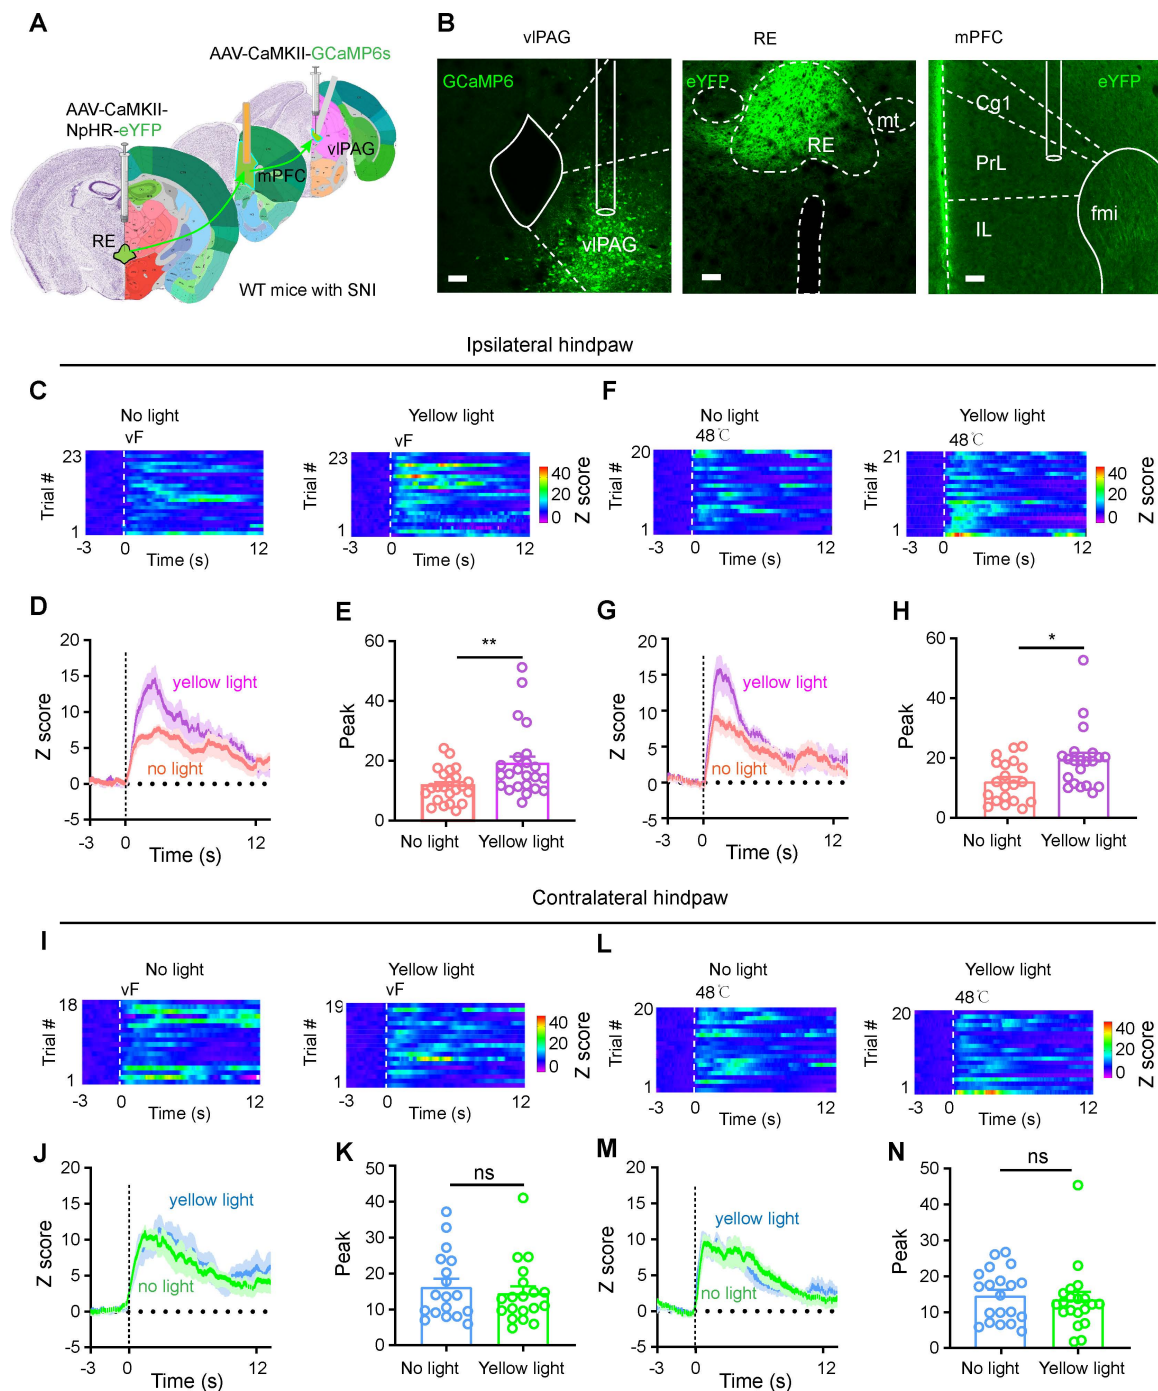 A
AAV-CaMKII-GCaMP6s
AAV-CaMKII-
NpHR-eYFP
vlPAG
mPFC
RE
WT mice with SNI
B
vlPAG
RE
mPFC
GCaMP6
vlPAG
eYFP
mt
RE
eYFP
Cg1
PrL
IL
fmi
Ipsilateral hindpaw
C
No light
vF
Trial #
23
1
-3
0
12
Time (s)
Yellow light
vF
Trial #
23
1
-3
0
12
Time (s)
40
20
0
Z score
F
No light
48℃
Trial #
20
1
-3
0
12
Time (s)
Yellow light
48℃
Trial #
21
1
-3
0
12
Time (s)
40
20
0
Z score
D
Z score
20
15
10
5
0
-5
yellow light
no light
-3
0
12
Time (s)
E
Peak
60
40
20
0
**
No light
Yellow light
G
Z score
20
15
10
5
0
-5
yellow light
no light
-3
0
12
Time (s)
H
Peak
60
40
20
0
*
No light
Yellow light
Contralateral hindpaw
I
No light
vF
Trial #
18
1
-3
0
12
Time (s)
Yellow light
vF
Trial #
19
1
-3
0
12
Time (s)
40
20
0
Z score
L
No light
48℃
Trial #
20
1
-3
0
12
Time (s)
Yellow light
48℃
Trial #
20
1
-3
0
12
Time (s)
40
20
0
Z score
J
Z score
20
15
10
5
0
-5
yellow light
no light
-3
0
12
Time (s)
K
Peak
50
40
30
20
10
0
ns
No light
Yellow light
M
Z score
20
15
10
5
0
-5
yellow light
no light
-3
0
12
Time (s)
N
Peak
50
40
30
20
10
0
ns
No light
Yellow light